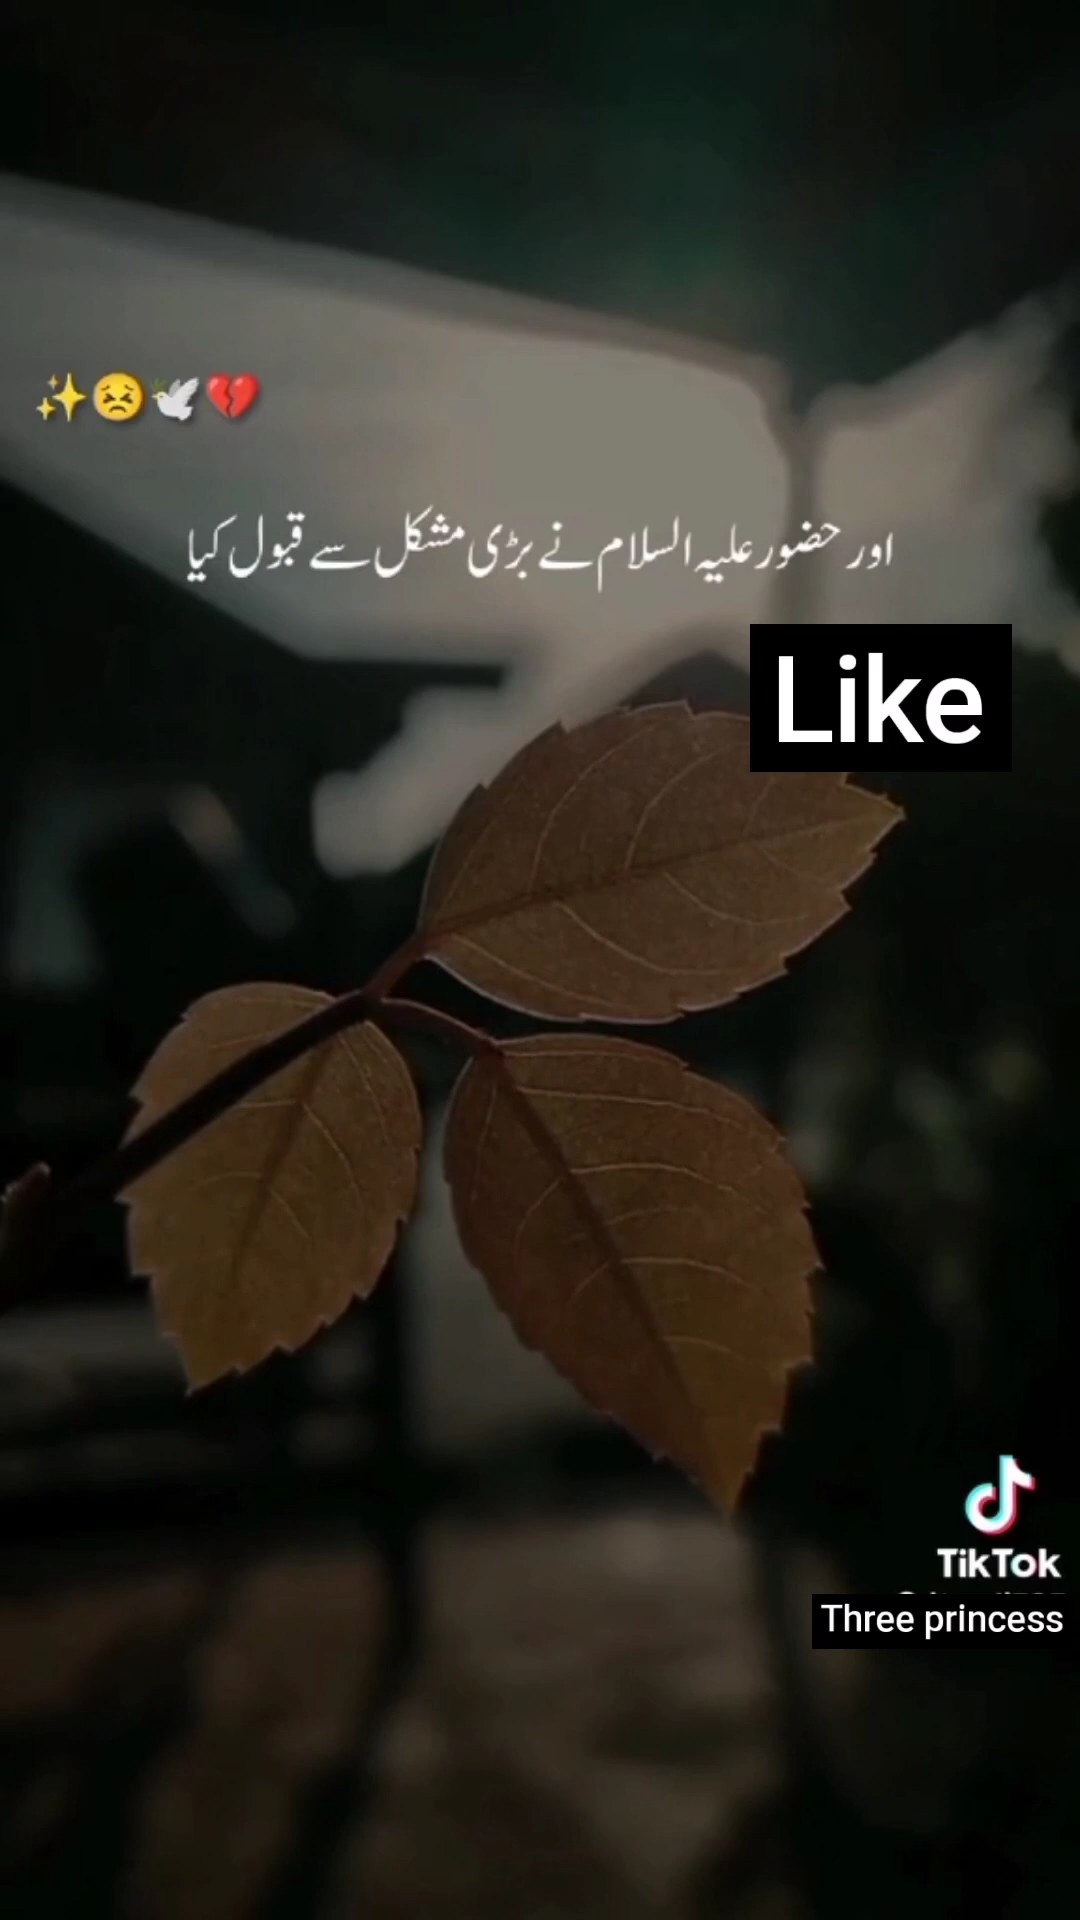 ✨😣🕊️💔
اور حضور علیہ السلام نے بڑی مشکل سے قبول کیا
Like
TikTok
Three princess